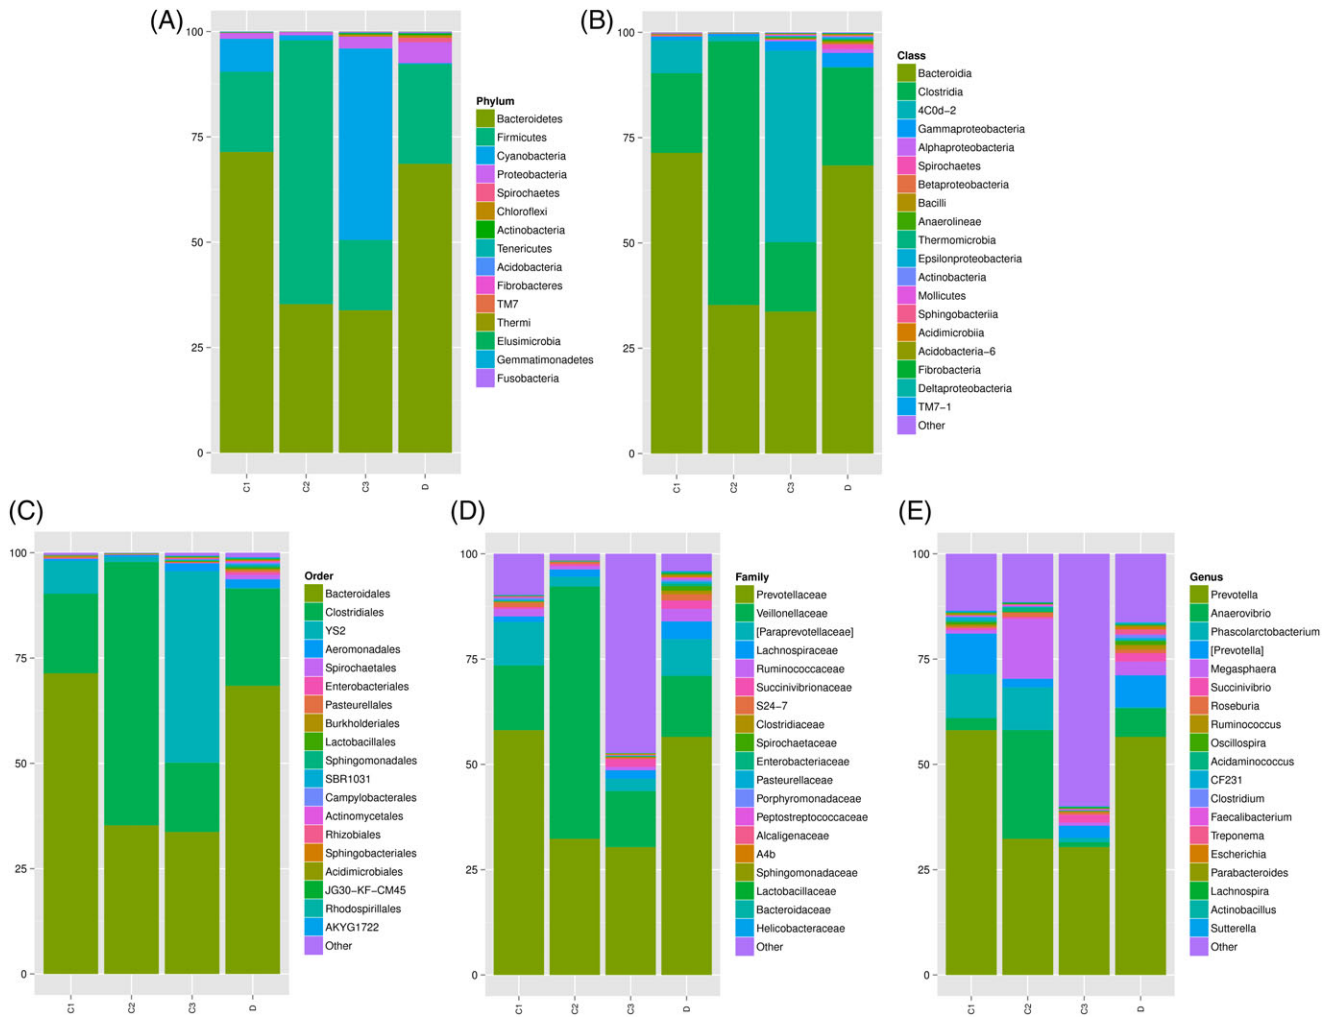 (A)
100
75
50
25
0
C1
C2
C3
D
Phylum
Bacteroidetes
Firmicutes
Cyanobacteria
Proteobacteria
Spirochaetes
Chloroflexi
Actinobacteria
Tenericutes
Acidobacteria
Fibrobacteres
TM7
Thermi
Elusimicrobia
Gemmatimonadetes
Fusobacteria
(B)
100
75
50
25
0
C1
C2
C3
D
Class
Bacteroidia
Clostridia
4C0d-2
Gammaproteobacteria
Alphaproteobacteria
Spirochaetes
Betaproteobacteria
Bacilli
Anaerolineae
Thermomicrobia
Epsilonproteobacteria
Actinobacteria
Mollicutes
Sphingobacteriia
Acidimicrobiia
Acidobacteria-6
Fibrobacteria
Deltaproteobacteria
TM7-1
Other
(C)
100
75
50
25
0
C1
C2
C3
D
Order
Bacteroidales
Clostridiales
YS2
Aeromonadales
Spirochaetales
Enterobacteriales
Pasteurellales
Burkholderiales
Lactobacillales
Sphingomonadales
SBR1031
Campylobacterales
Actinomycetales
Rhizobiales
Sphingobacteriales
Acidimicrobiales
JG30-KF-CM45
Rhodospirillales
AKYG1722
Other
(D)
100
75
50
25
0
C1
C2
C3
D
Family
Prevotellaceae
Veillonellaceae
[Paraprevotellaceae]
Lachnospiraceae
Ruminococcaceae
Succinivibrionaceae
S24-7
Clostridiaceae
Spirochaetaceae
Enterobacteriaceae
Pasteurellaceae
Porphyromonadaceae
Peptostreptococcaceae
Alcaligenaceae
A4b
Sphingomonadaceae
Lactobacillaceae
Bacteroidaceae
Helicobacteraceae
Other
(E)
100
75
50
25
0
C1
C2
C3
D
Genus
Prevotella
Anaerovibrio
Phascolarctobacterium
[Prevotella]
Megasphaera
Succinivibrio
Roseburia
Ruminococcus
Oscillospira
Acidaminococcus
CF231
Clostridium
Faecalibacterium
Treponema
Escherichia
Parabacteroides
Lachnospira
Actinobacillus
Sutterella
Other